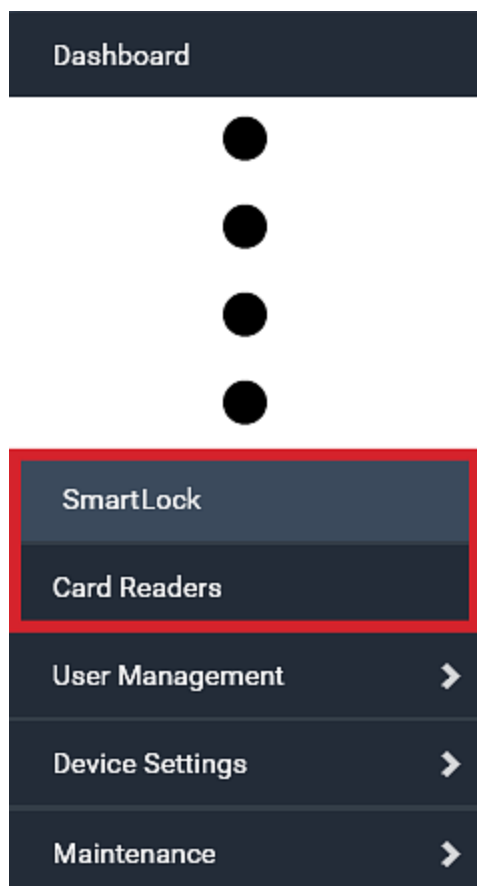 Dashboard
SmartLock
Card Readers
User Management
Device Settings
Maintenance